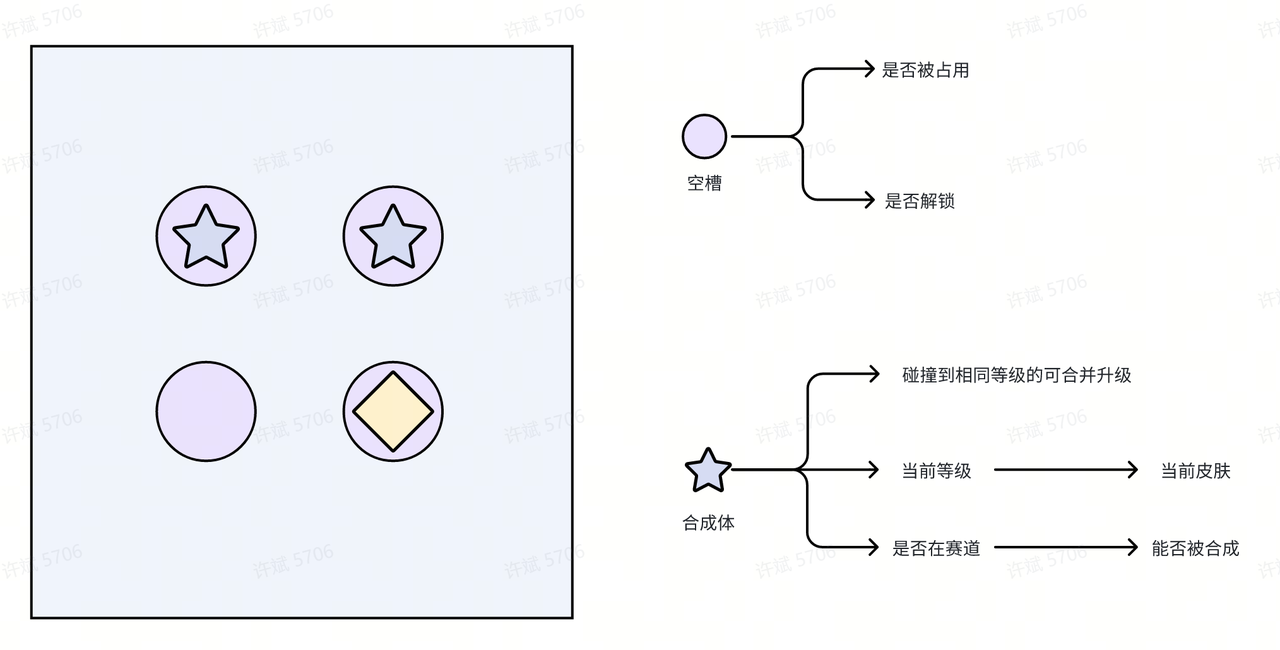 是否被占用
空槽
是否解锁
碰撞到相同等级的可合并升级
当前等级
当前皮肤
合成体
是否在赛道
能否被合成
许斌 5706